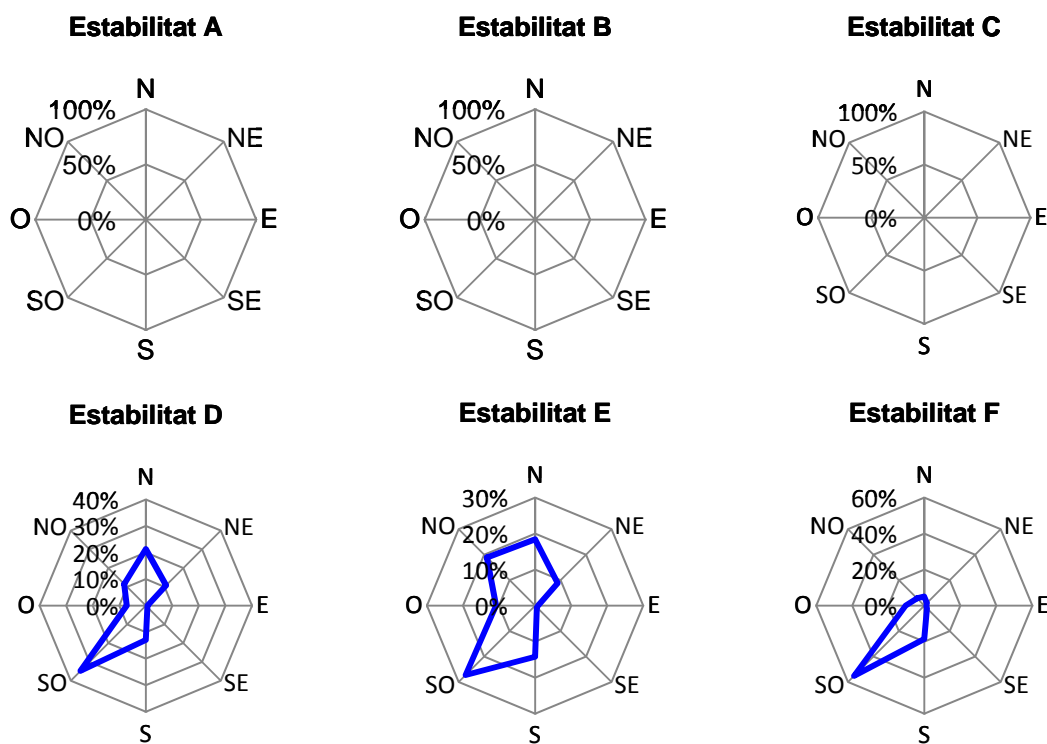 Estabilitat A
N
100%
NO
NE
50%
O
0%
E
SO
SE
S
Estabilitat B
N
100%
NO
NE
50%
O
0%
E
SO
SE
S
Estabilitat C
N
100%
NO
NE
50%
O
0%
E
SO
SE
S
Estabilitat D
N
40%
NO
30%
NE
20%
10%
O
0%
E
SO
SE
S
Estabilitat E
N
30%
NO
NE
20%
10%
O
0%
E
SO
SE
S
Estabilitat F
N
60%
NO
NE
40%
20%
O
0%
E
SO
SE
S